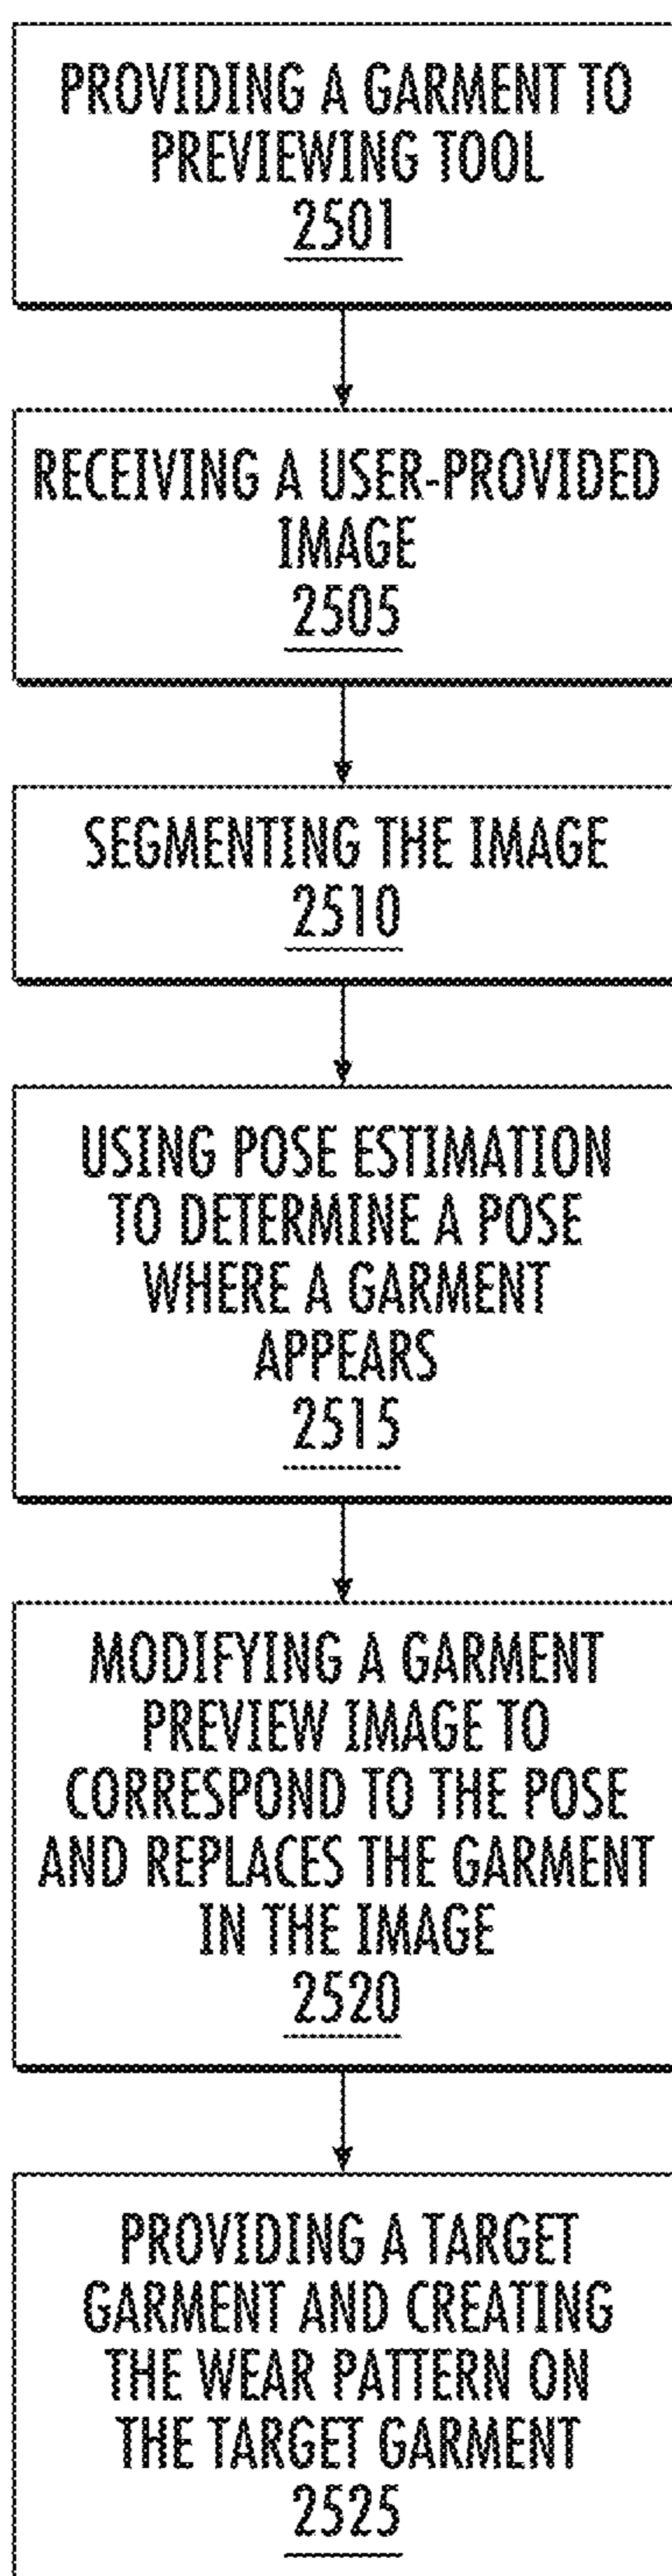 PROVIDING A GARMENT TO
PREVIEWING TOOL
2501
RECEIVING A USER-PROVIDED
IMAGE
2505
SEGMENTING THE IMAGE
2510
USING POSE ESTIMATION
TO DETERMINE A POSE
WHERE A GARMENT
APPEARS
2515
MODIFYING A GARMENT
PREVIEW IMAGE TO
CORRESPOND TO THE POSE
AND REPLACES THE GARMENT
IN THE IMAGE
2520
PROVIDING A TARGET
GARMENT AND CREATING
THE WEAR PATTERN ON
THE TARGET GARMENT
2525